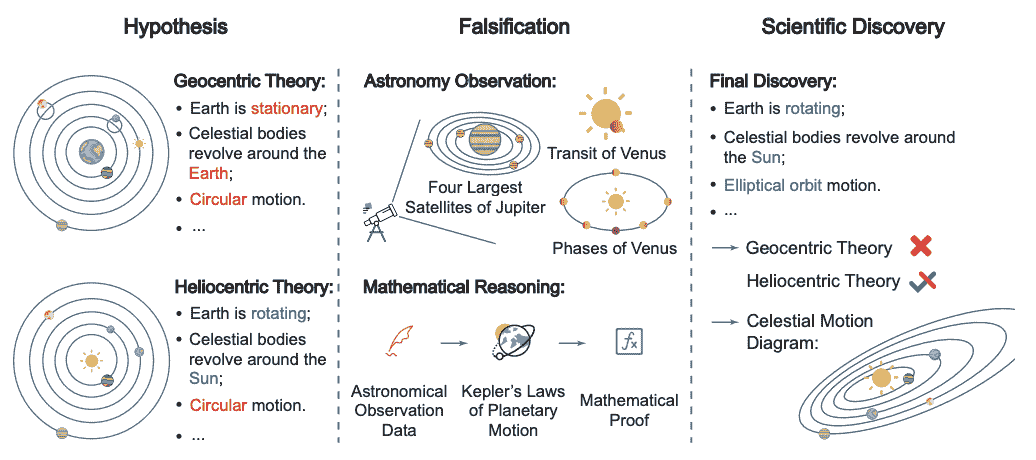 Hypothesis
Falsification
Scientific Discovery
Geocentric Theory:
• Earth is stationary;
• Celestial bodies
revolve around the
Earth;
• Circular motion.
• ...
Heliocentric Theory:
• Earth is rotating;
• Celestial bodies
revolve around the
Sun;
• Circular motion.
• ...
Astronomy Observation:
Four Largest
Satellites of Jupiter
Transit of Venus
Phases of Venus
Mathematical Reasoning:
Astronomical
Observation
Data
Kepler's Laws
of Planetary
Motion
fx
Mathematical
Proof
Final Discovery:
• Earth is rotating;
• Celestial bodies revolve around
the Sun;
• Elliptical orbit motion.
• ...
Geocentric Theory
Heliocentric Theory
Celestial Motion
Diagram: